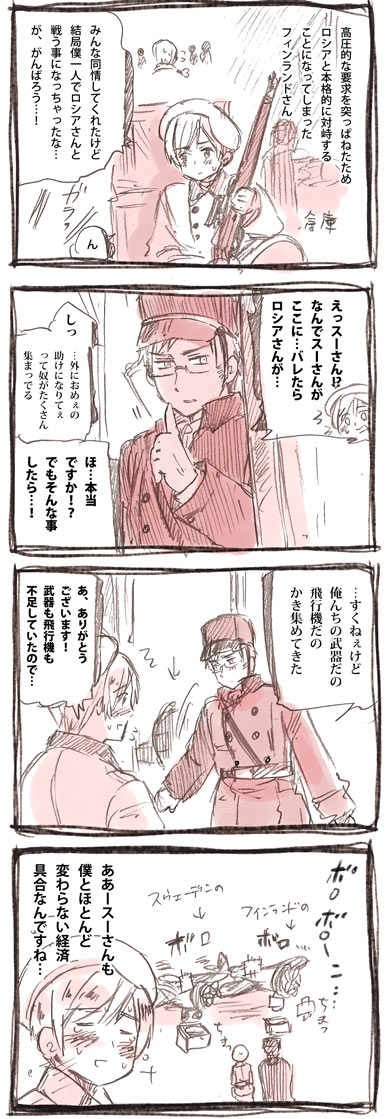 高圧的な要求を突っぱねたため
ロシアと本格的に対峙する
ことになってしまった
フィンランドさん
みんな同情してくれたけど
結局僕一人でロシアさんと
戦う事になっちゃったな…
が、がんばろう…！
倉庫
ガラッ
ん
えっスーさん!?
なんでスーさんが
ここに…バレたら
ロシアさんが…
しっ
…外におめぇの
助けになりてぇ
って奴がたくさん
集まってる
ほ…本当
ですか！？
でもそんな事
したら…！
…すくねぇけど
俺んちの武器だの
飛行機だの
かき集めてきた
あ、ありがとう
ございます！
武器も飛行機も
不足していたので…
ボロボロ〜ン……
フィンランドの
ボロ…
スウェーデンの
ボロ
ちまっ
ちまっ
ああースーさんも
僕とほとんど
変わらない経済
具合なんですね…